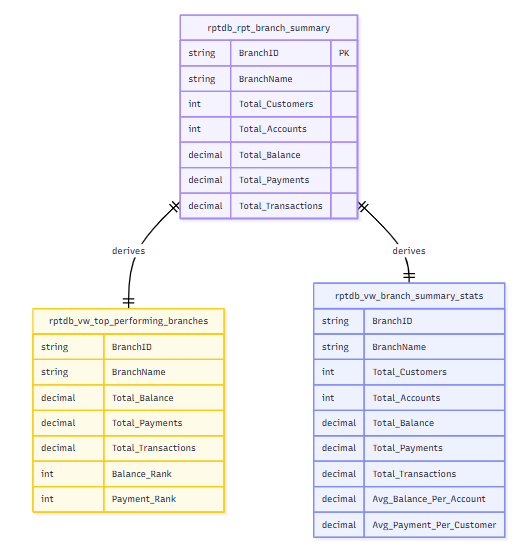 rptdb_rpt_branch_summary
string BranchID PK
string BranchName
int Total_Customers
int Total_Accounts
decimal Total_Balance
decimal Total_Payments
decimal Total_Transactions
derives
derives
rptdb_vw_top_performing_branches
string BranchID
string BranchName
decimal Total_Balance
decimal Total_Payments
decimal Total_Transactions
int Balance_Rank
int Payment_Rank
rptdb_vw_branch_summary_stats
string BranchID
string BranchName
int Total_Customers
int Total_Accounts
decimal Total_Balance
decimal Total_Payments
decimal Total_Transactions
decimal Avg_Balance_Per_Account
decimal Avg_Payment_Per_Customer